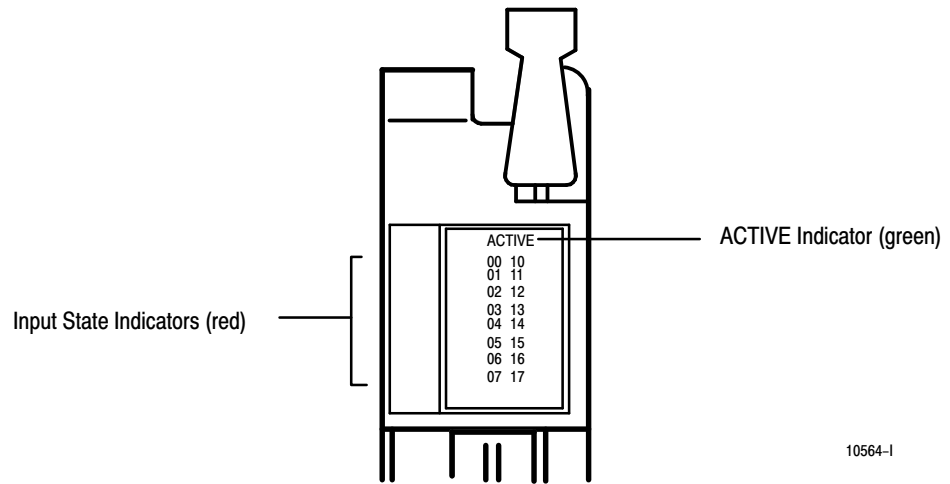 ACTIVE
ACTIVE Indicator (green)
00 10
01 11
02 12
03 13
04 14
05 15
06 16
07 17
Input State Indicators (red)
10564-I